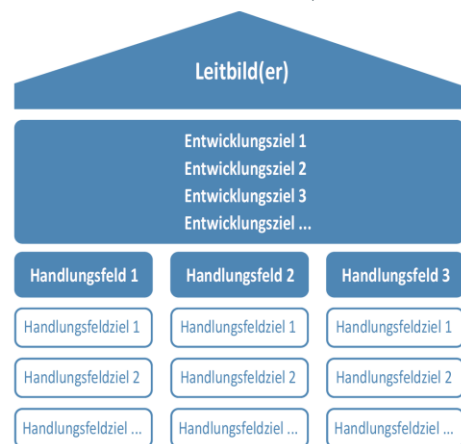 Leitbild(er)
Entwicklungsziel 1
Entwicklungsziel 2
Entwicklungsziel 3
Entwicklungsziel ...
Handlungsfeld 1 Handlungsfeld 2 Handlungsfeld 3
Handlungsfeldziel 1 Handlungsfeldziel 1 Handlungsfeldziel 1
Handlungsfeldziel 2 Handlungsfeldziel 2 Handlungsfeldziel 2
Handlungsfeldziel ... Handlungsfeldziel ... Handlungsfeldziel ...